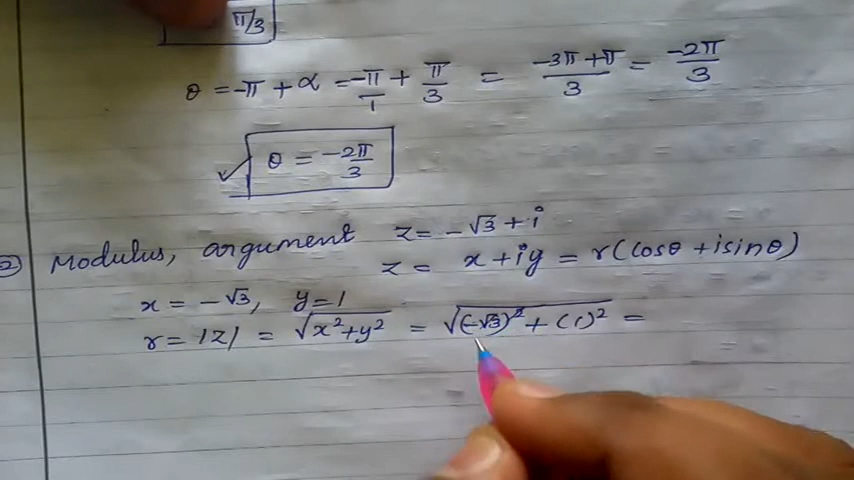 π/3
θ = -π + α = -π/1 + π/3 = -3π + π/3 = -2π/3
θ = -2π/3
2 Modulus, argument z = -√3 + i
z = x + iy = r(cosθ + isinθ)
x = -√3, y = 1
r = |z| = √x² + y² = √(-√3)² + (1)² =